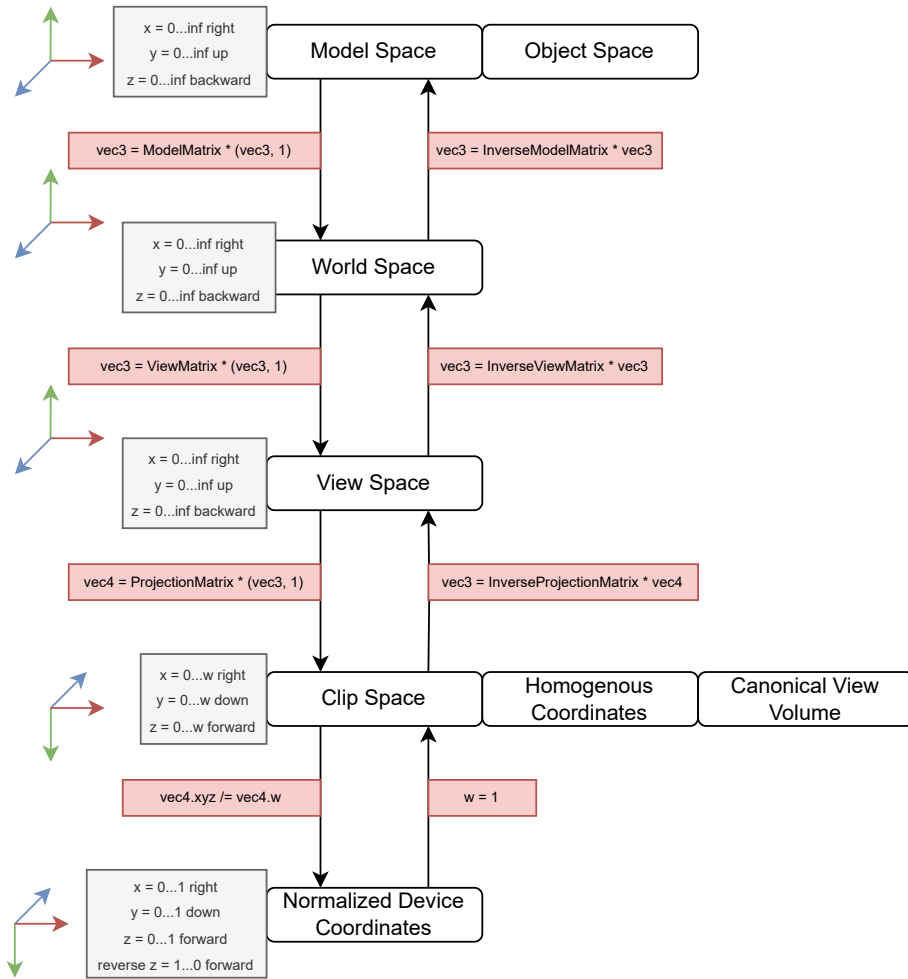 x = 0...inf right
y = 0...inf up
z = 0...inf backward
Model Space
Object Space
vec3 = ModelMatrix * (vec3, 1)
vec3 = InverseModelMatrix * vec3
x = 0...inf right
y = 0...inf up
z = 0...inf backward
World Space
vec3 = ViewMatrix * (vec3, 1)
vec3 = InverseViewMatrix * vec3
x = 0...inf right
y = 0...inf up
z = 0...inf backward
View Space
vec4 = ProjectionMatrix * (vec3, 1)
vec3 = InverseProjectionMatrix * vec4
x = 0...w right
y = 0...w down
z = 0...w forward
Clip Space
Homogenous
Coordinates
Canonical View
Volume
vec4.xyz /= vec4.w
w = 1
x = 0...1 right
y = 0...1 down
z = 0...1 forward
reverse z = 1...0 forward
Normalized Device
Coordinates